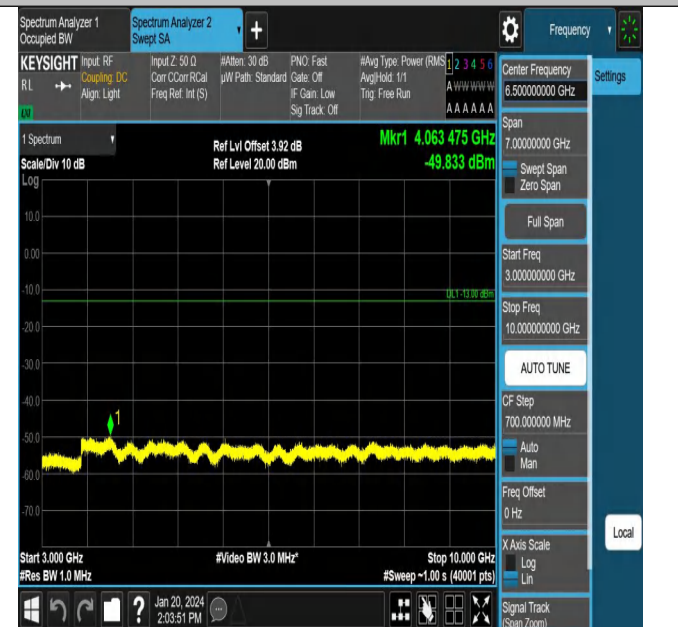 Spectrum Analyzer 1
Occupied BW
Spectrum Analyzer 2
Swept SA
+
Frequency
KEYSIGHT
RL
Input: RF
Coupling: DC
Align: Light
Input Z: 50 Ω
Corr CCorr RCal
Freq Ref: Int (S)
#Atten: 30 dB
µW Path: Standard
PNO: Fast
Gate: Off
IF Gain: Low
Sig Track: Off
#Avg Type: Power (RMS
Avg|Hold: 1/1
Trig: Free Run
1 2 3 4 5 6
A W W W W W
A A A A A A
1 Spectrum
Scale/Div 10 dB
Log
Ref Lvl Offset 3.92 dB
Ref Level 20.00 dBm
Mkr1 4.063 475 GHz
-49.833 dBm
10.0
0.00
-10.0
DL1 -13.00 dBm
-20.0
-30.0
-40.0
1
-50.0
-60.0
-70.0
Start 3.000 GHz
#Video BW 3.0 MHz*
Stop 10.000 GHz
#Res BW 1.0 MHz
#Sweep ~1.00 s (40001 pts)
?
Jan 20, 2024
2:03:51 PM
Center Frequency
6.500000000 GHz
Settings
Span
7.00000000 GHz
Swept Span
Zero Span
Full Span
Start Freq
3.000000000 GHz
Stop Freq
10.000000000 GHz
AUTO TUNE
CF Step
700.000000 MHz
Auto
Man
Freq Offset
0 Hz
X Axis Scale
Log
Lin
Local
Signal Track
(Span Zoom)